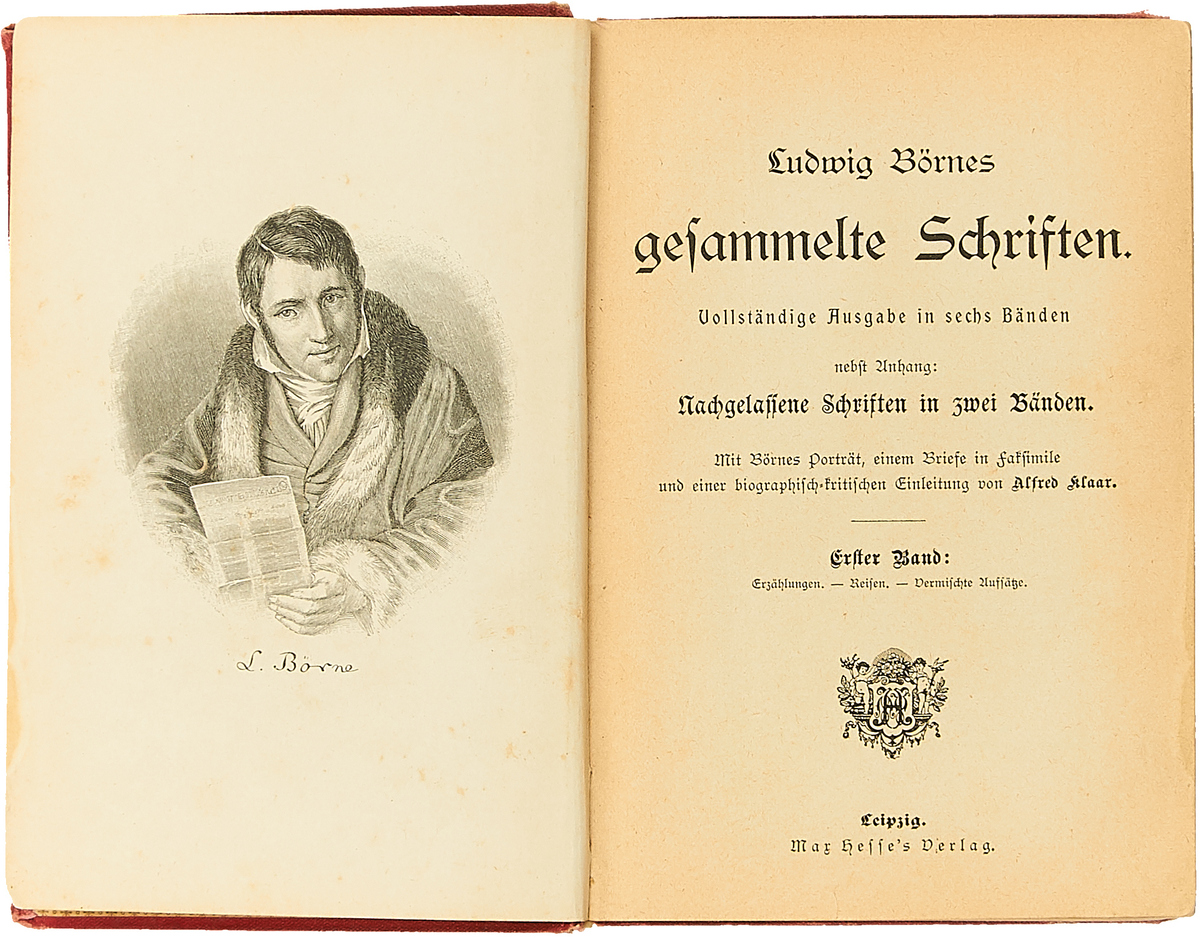 L. Börne
Ludwig Börnes
geſammelte Schriften.
Vollständige Ausgabe in sechs Bänden
nebſt Anhang:
Nachgelaſſene Schriften in zwei Bänden.
Mit Börnes Porträt, einem Briefe in Fakſimile
und einer biographiſch-kritiſchen Einleitung von Alfred Klaar.
Erſter Band:
Erzählungen. — Reiſen. — Vermiſchte Aufſätze.
Leipzig.
Max Heſſe's Verlag.